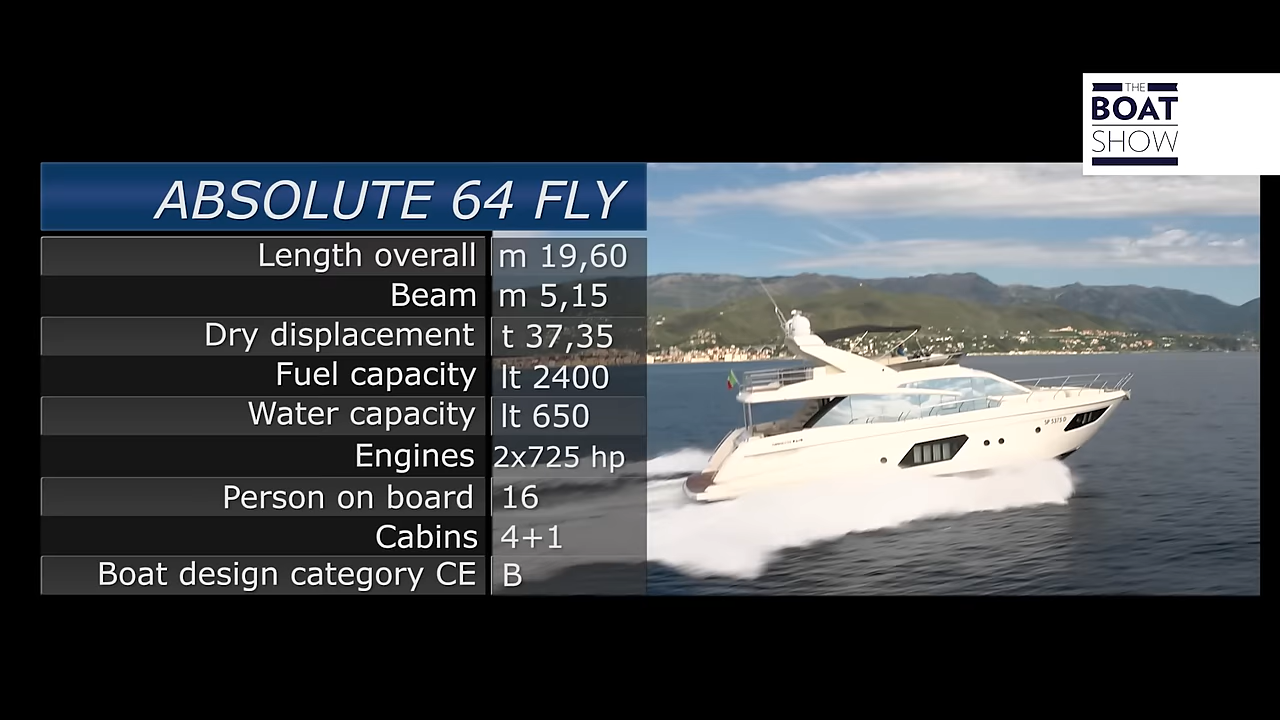 THE
BOAT
SHOW
ABSOLUTE 64 FLY
Length overall m 19,60
Beam m 5,15
Dry displacement t 37,35
Fuel capacity lt 2400
Water capacity lt 650
Engines 2x725 hp
Person on board 16
Cabins 4+1
Boat design category CE B